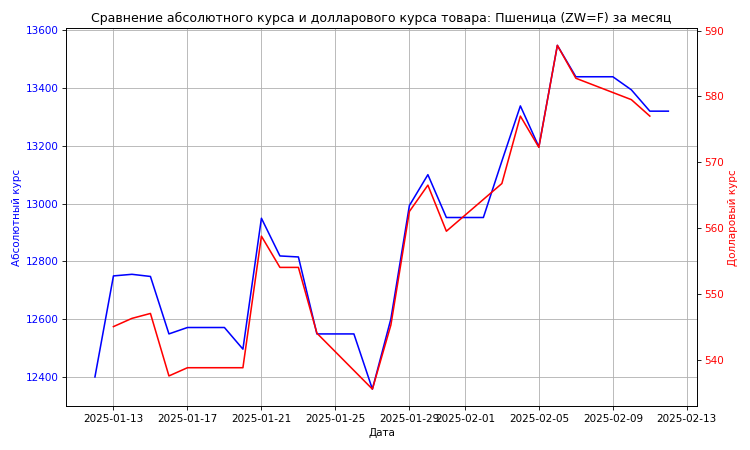 Сравнение абсолютного курса и долларового курса товара: Пшеница (ZW=F) за месяц
Абсолютный курс
13600
13400
13200
13000
12800
12600
12400
590
580
570
560
550
540
Долларовый курс
2025-01-13 2025-01-17 2025-01-21 2025-01-25 2025-01-29 2025-02-01 2025-02-05 2025-02-09 2025-02-13
Дата